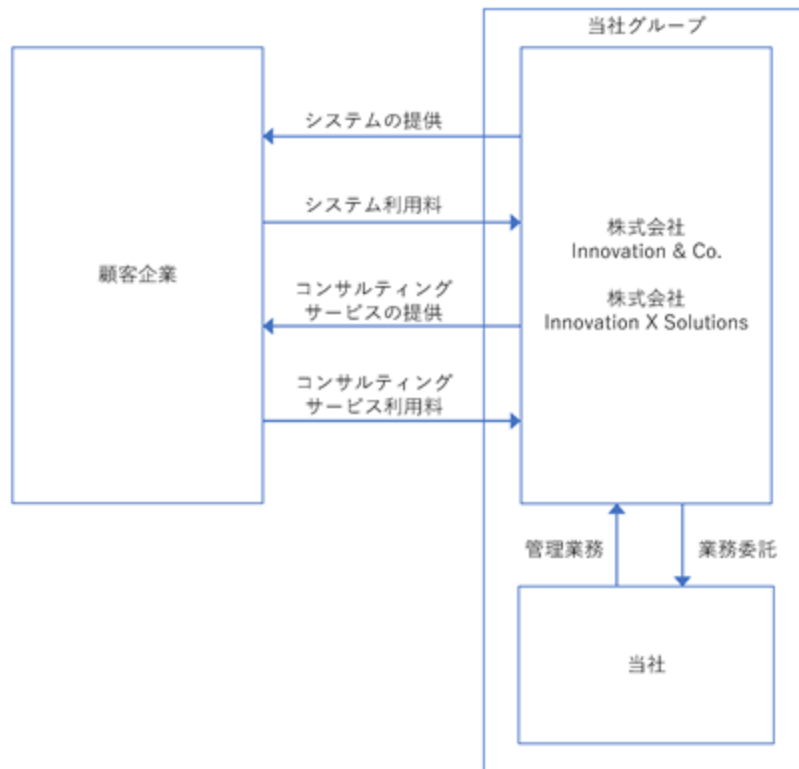 当社グループ
システムの提供
システム利用料
顧客企業
コンサルティング
サービスの提供
コンサルティング
サービス利用料
株式会社
Innovation & Co.
株式会社
Innovation X Solutions
管理業務
業務委託
当社